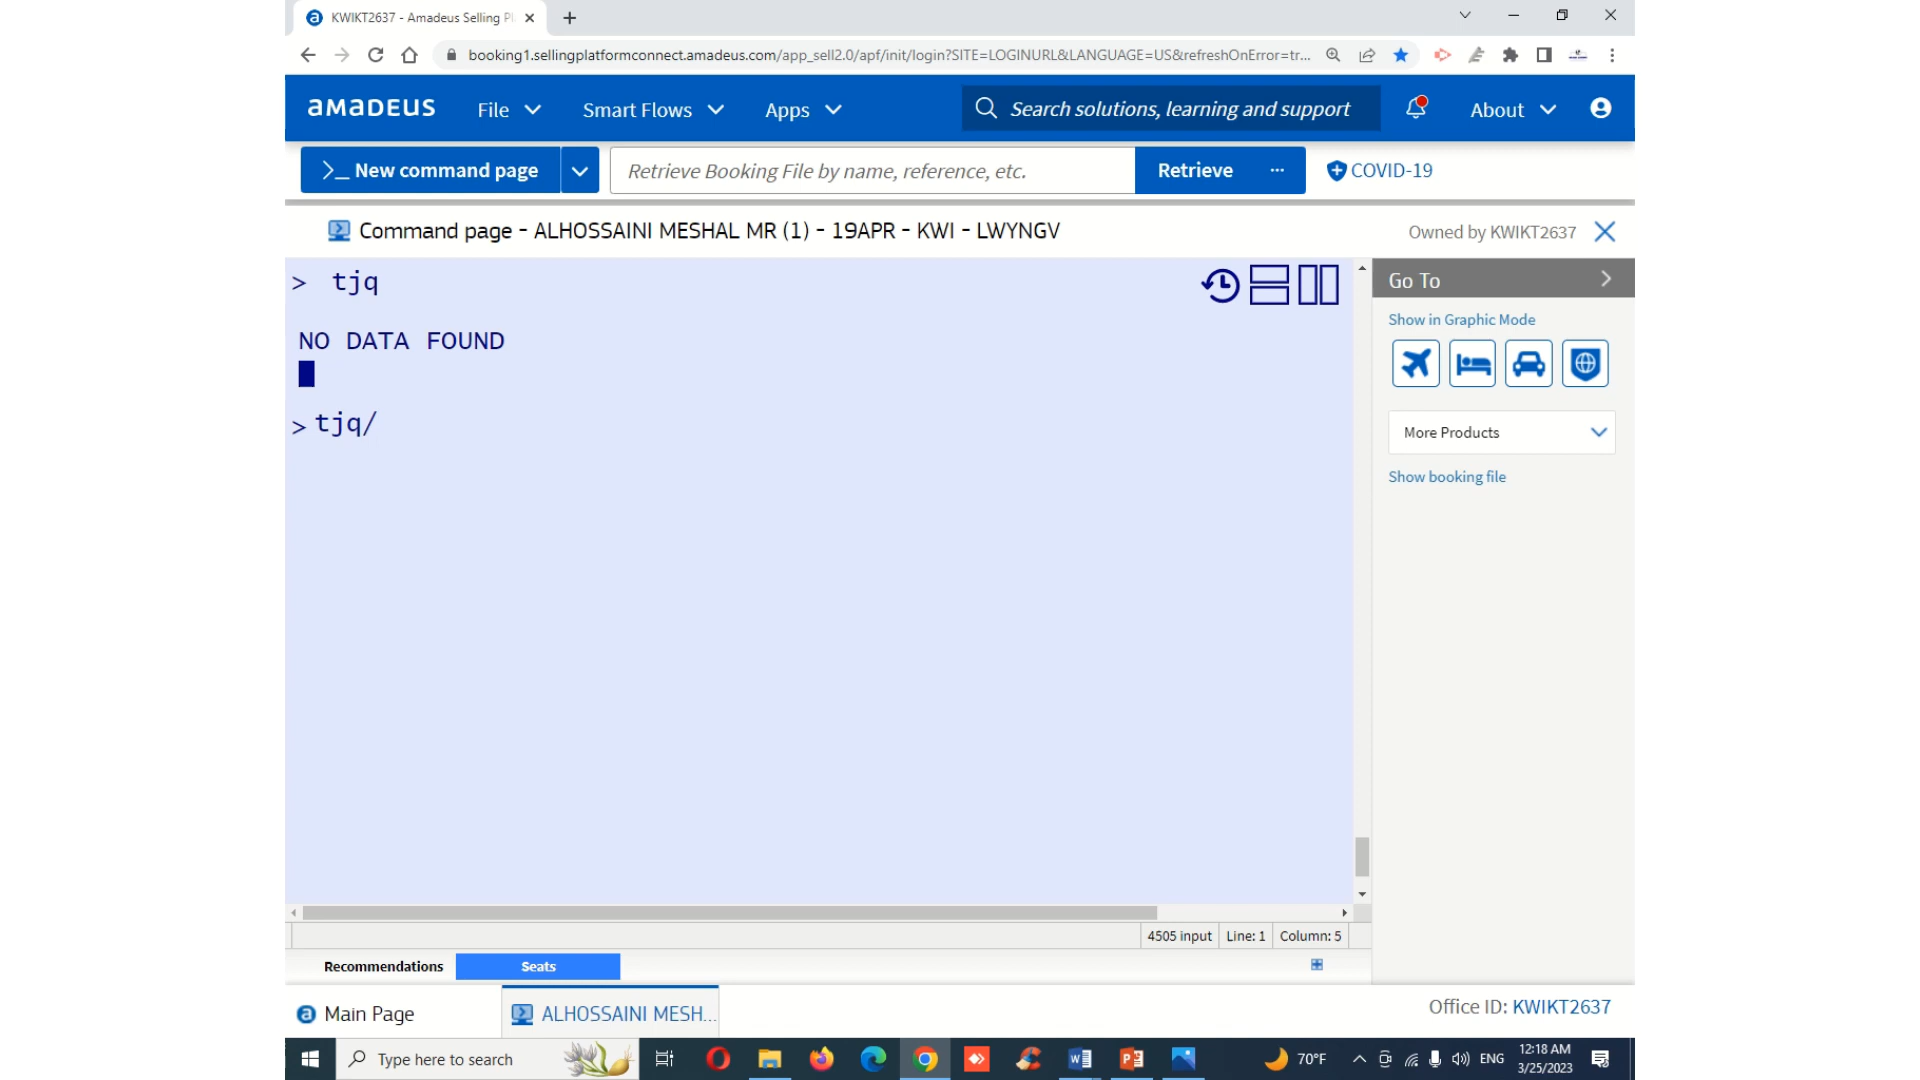 KWIKT2637 - Amadeus Selling Pl
booking1.sellingplatformconnect.amadeus.com/app_sell2.0/apf/init/login?SITE=LOGINURL&LANGUAGE=US&refreshOnError=tr...
amadeus File Smart Flows Apps Search solutions, learning and support About
>_ New command page Retrieve Booking File by name, reference, etc. Retrieve ... COVID-19
Command page - ALHOSSAINI MESHAL MR (1) - 19APR - KWI - LWYNGV Owned by KWIKT2637
> tjq
Go To
Show in Graphic Mode
NO DATA FOUND
> tjq/
More Products
Show booking file
4505 input Line: 1 Column: 5
Recommendations Seats
Main Page ALHOSSAINI MESH... Office ID: KWIKT2637
Type here to search 70°F ENG 12:18 AM
3/25/2023